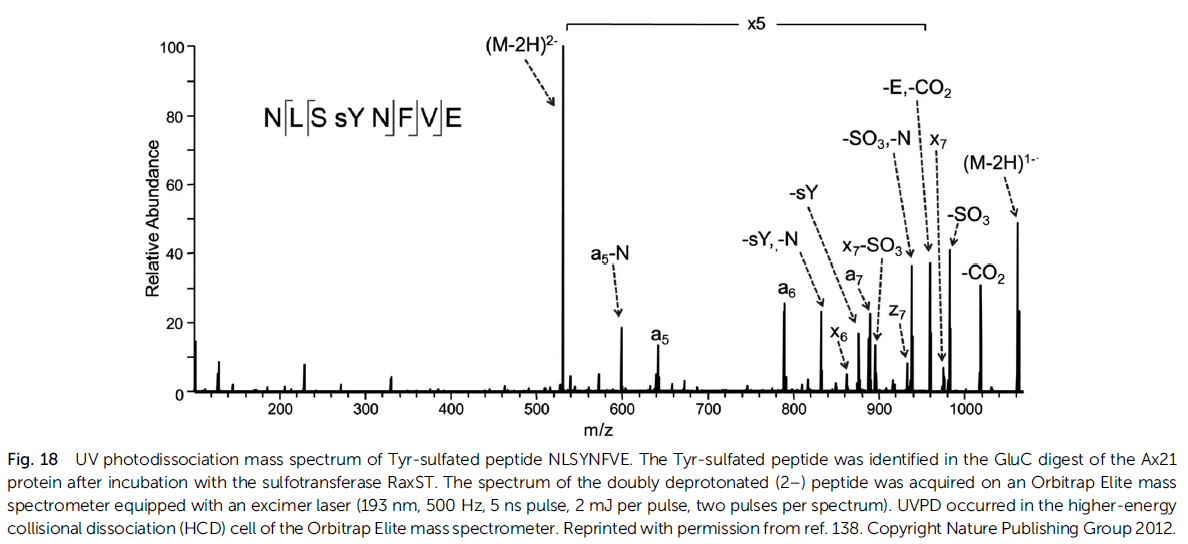 x5
(M-2H)2-
100
80
60
40
20
0
Relative Abundance
NLS sY NFVE
-E,-CO2
-SO3,-N
x7
(M-2H)1-·
-sY
-SO3
-sY,-N
x7-SO3
a5-N
a7
-CO2
a6
z7
a5
x6
200 300 400 500 600 700 800 900 1000
m/z
Fig. 18 UV photodissociation mass spectrum of Tyr-sulfated peptide NLSYNFVE. The Tyr-sulfated peptide was identified in the GluC digest of the Ax21
protein after incubation with the sulfotransferase RaxST. The spectrum of the doubly deprotonated (2−) peptide was acquired on an Orbitrap Elite mass
spectrometer equipped with an excimer laser (193 nm, 500 Hz, 5 ns pulse, 2 mJ per pulse, two pulses per spectrum). UVPD occurred in the higher-energy
collisional dissociation (HCD) cell of the Orbitrap Elite mass spectrometer. Reprinted with permission from ref. 138. Copyright Nature Publishing Group 2012.